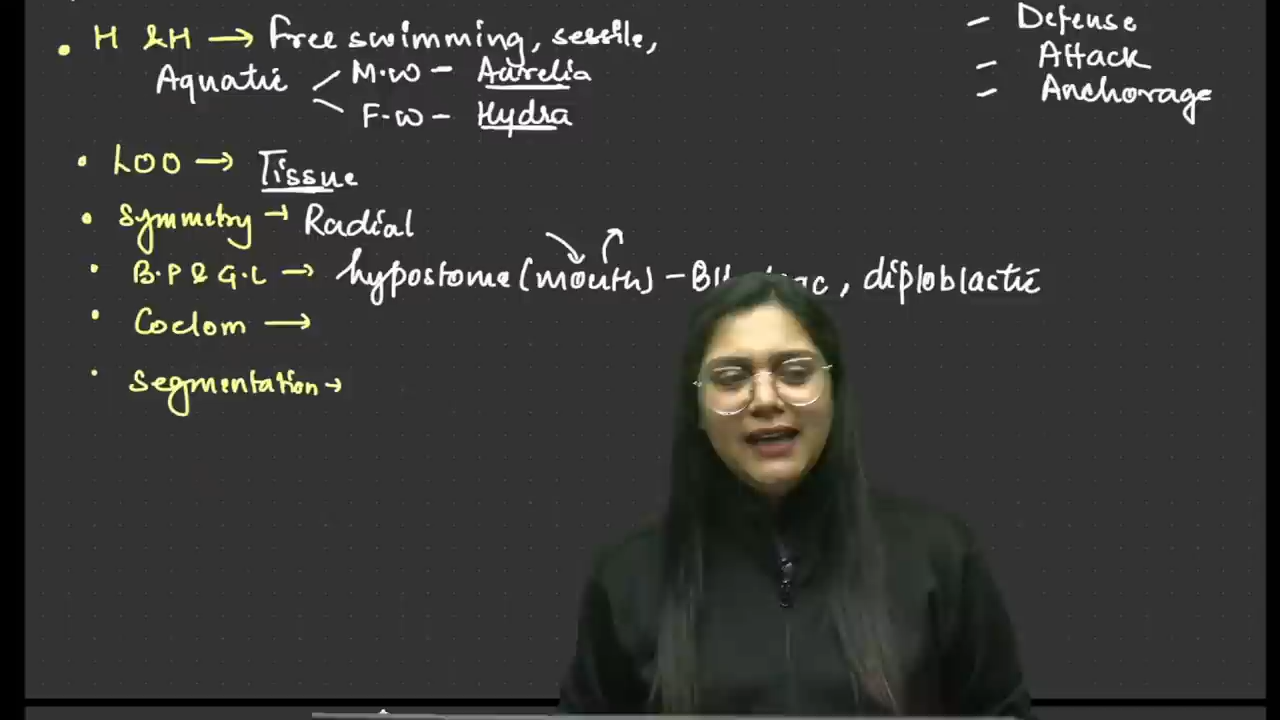 • H & H → Free swimming, sessile,
Aquatic
M.W - Aurelia
F.W - Hydra
- Defense
- Attack
- Anchorage
• LOO → Tissue
• Symmetry → Radial
• B.P & G.L → hypostome (mouth) - , diploblastic
• Coelom →
• Segmentation →